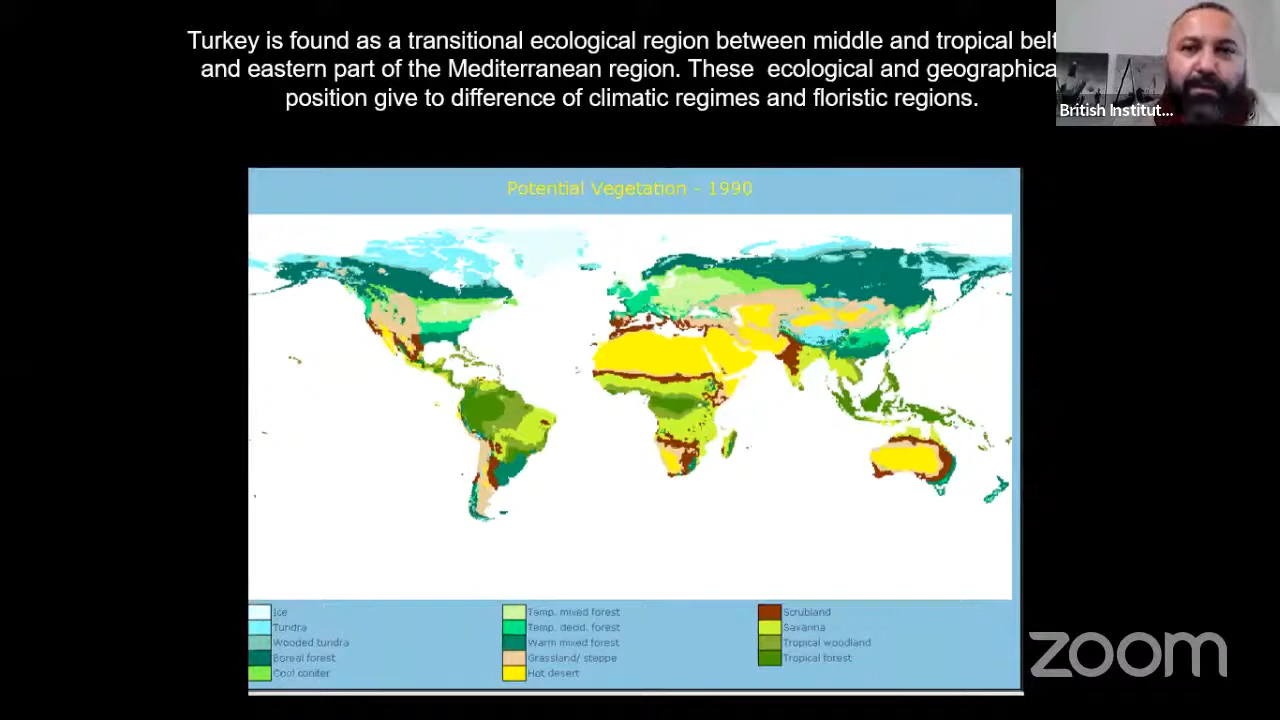 Turkey is found as a transitional ecological region between middle and tropical belt
and eastern part of the Mediterranean region. These  ecological and geographica
position give to difference of climatic regimes and floristic regions.
British Institut...
Potential Vegetation - 1990
Ice
Tundra
Wooded tundra
Boreal forest
Cool conifer
Temp. mixed forest
Temp. decid. forest
Warm mixed forest
Grassland/ steppe
Hot desert
Scrubland
Savanna
Tropical woodland
Tropical forest
zoom